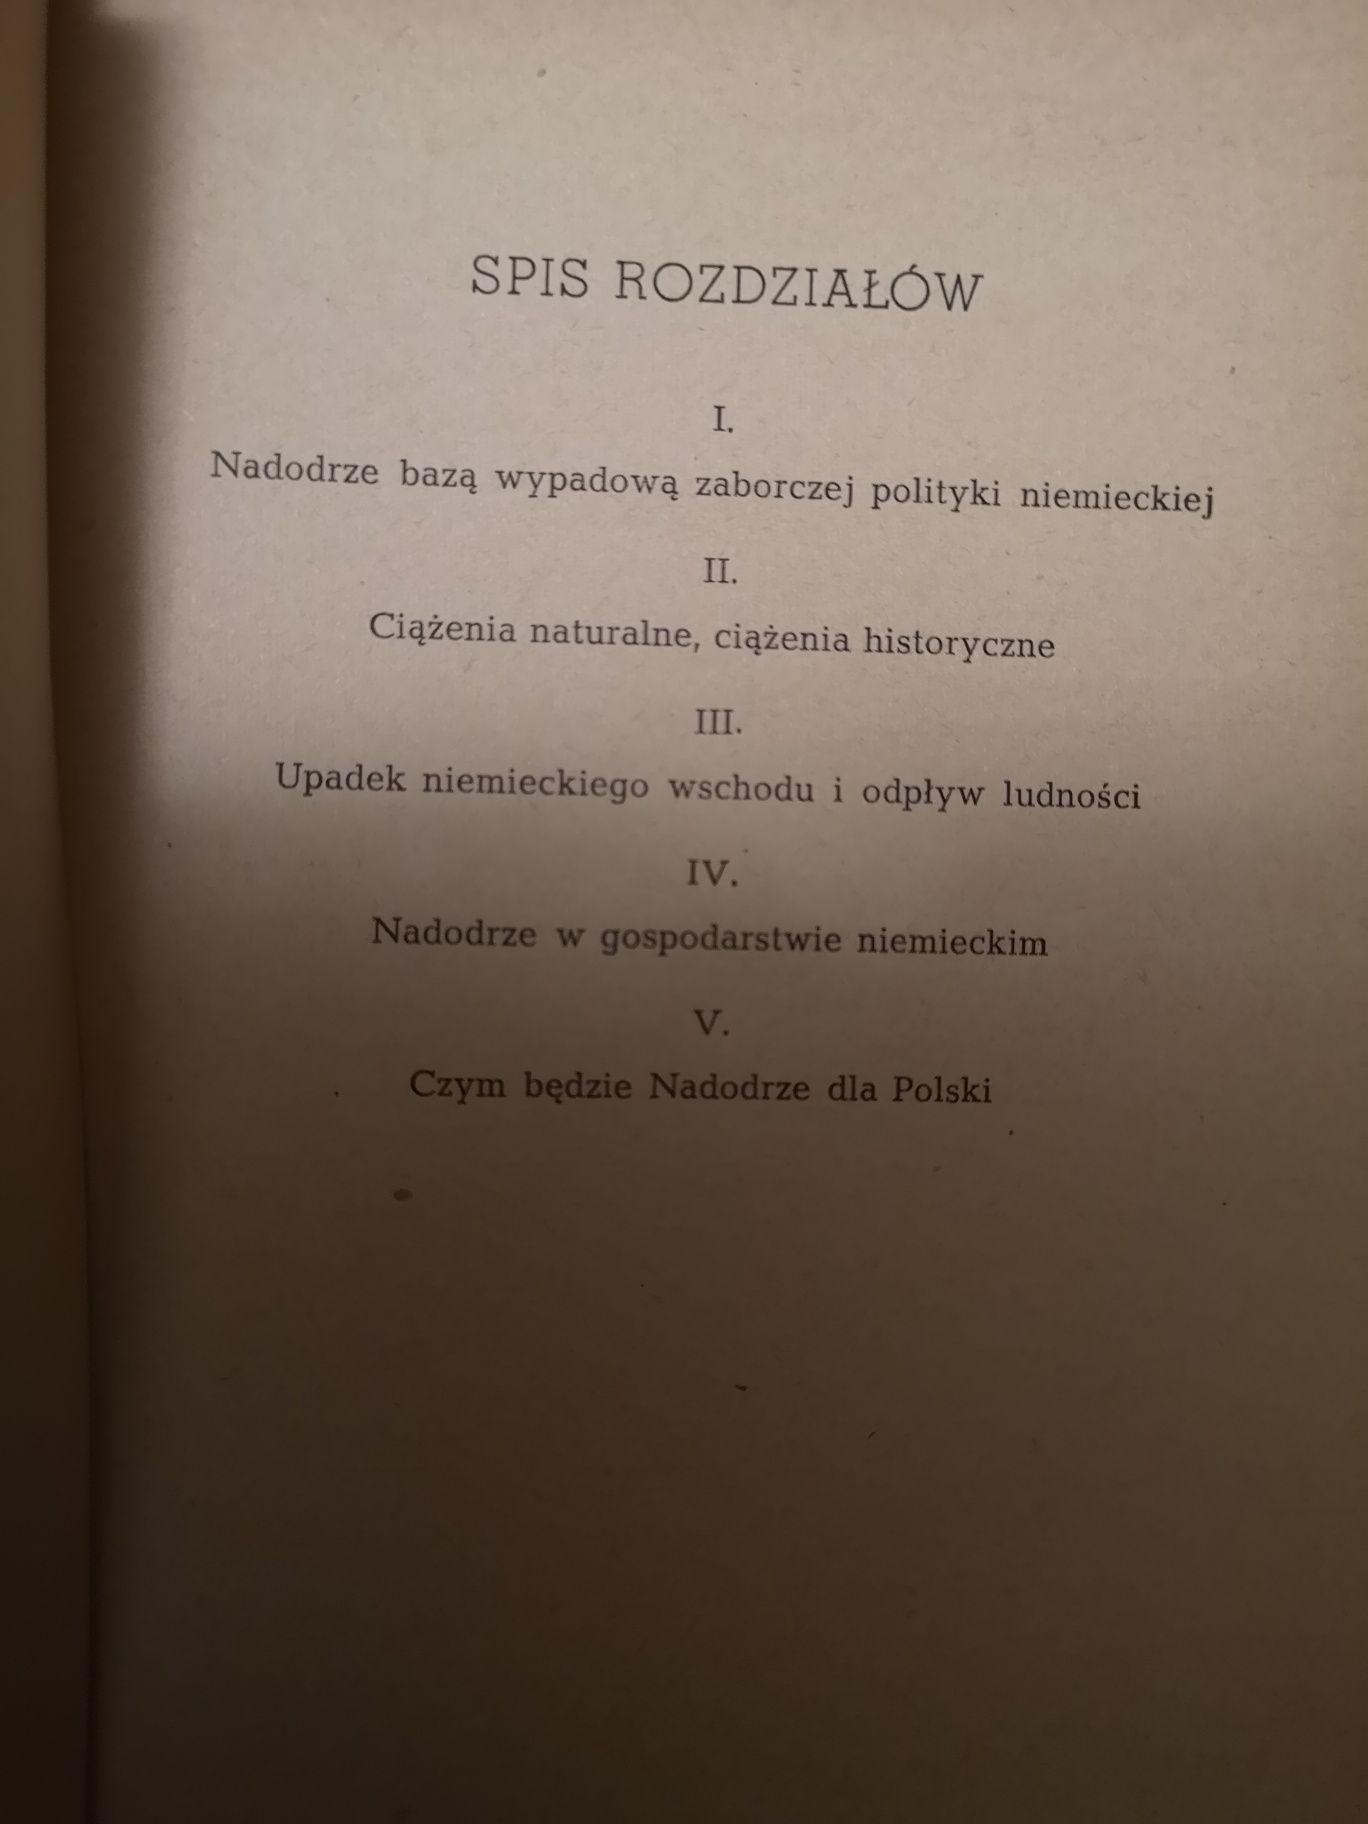 SPIS ROZDZIAŁÓW
I.
Nadodrze bazą wypadową zaborczej polityki niemieckiej
II.
Ciążenia naturalne, ciążenia historyczne
III.
Upadek niemieckiego wschodu i odpływ ludności
IV.
Nadodrze w gospodarstwie niemieckim
V.
Czym będzie Nadodrze dla Polski